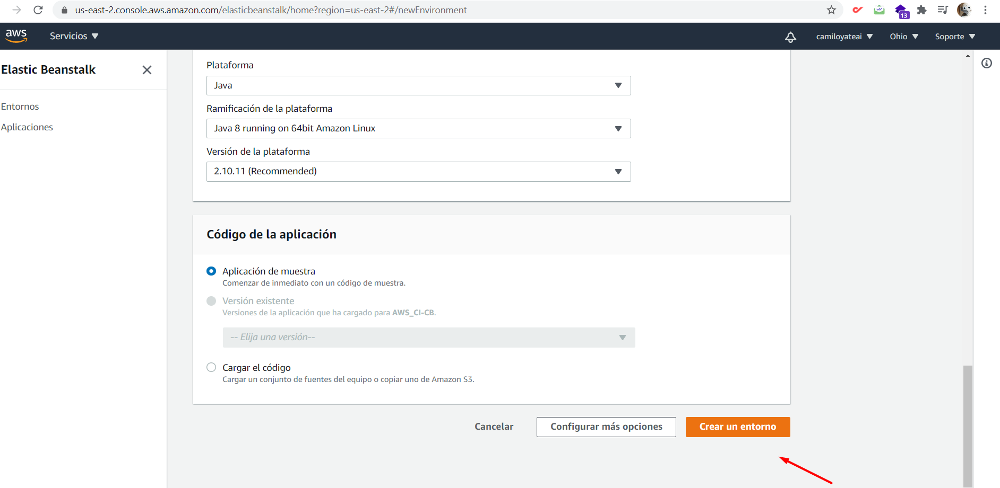 us-east-2.console.aws.amazon.com/elasticbeanstalk/home?region=us-east-2#/newEnvironment
13
aws
Servicios
camiloyateai
Ohio
Soporte
Elastic Beanstalk
Entornos
Aplicaciones
Plataforma
Java
Ramificación de la plataforma
Java 8 running on 64bit Amazon Linux
Versión de la plataforma
2.10.11 (Recommended)
Código de la aplicación
Aplicación de muestra
Comenzar de inmediato con un código de muestra.
Versión existente
Versiones de la aplicación que ha cargado para AWS_CI-CB.
-- Elija una versión--
Cargar el código
Cargar un conjunto de fuentes del equipo o copiar uno de Amazon S3.
Cancelar
Configurar más opciones
Crear un entorno